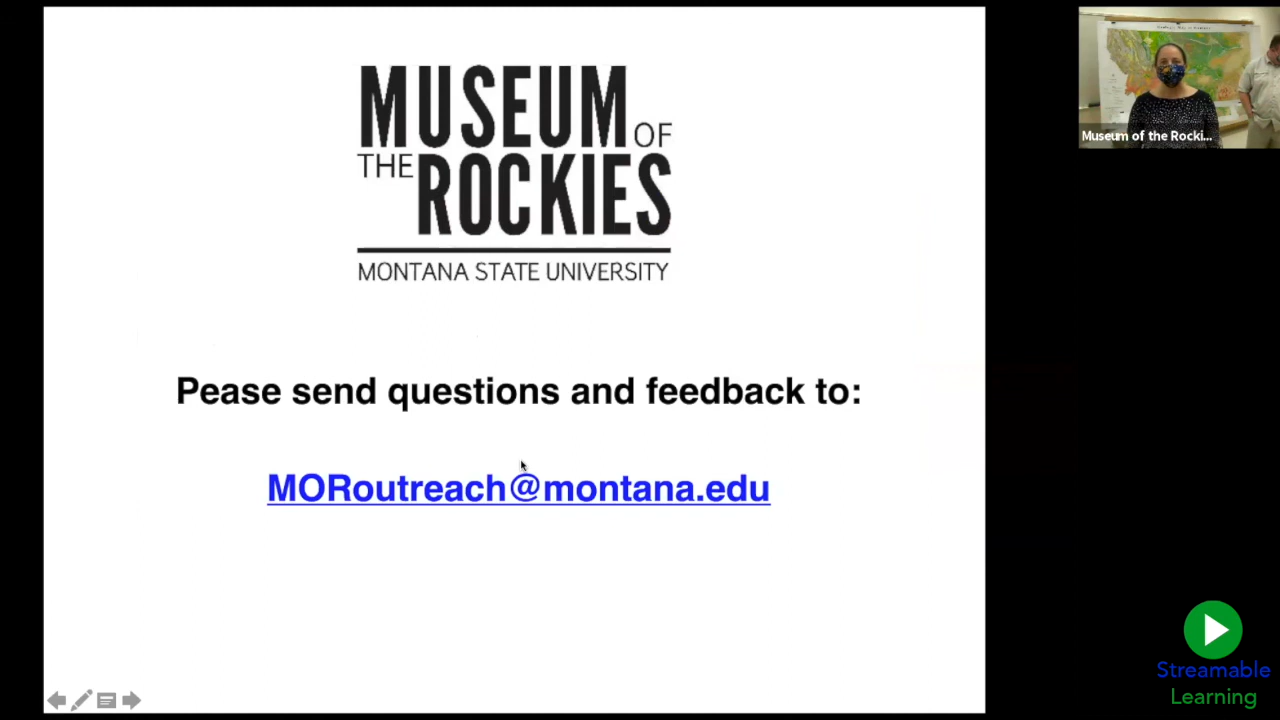 MUSEUM OF
THE ROCKIES
MONTANA STATE UNIVERSITY
Pease send questions and feedback to:
MORoutreach@montana.edu
Museum of the Rocki...
Streamable
Learning